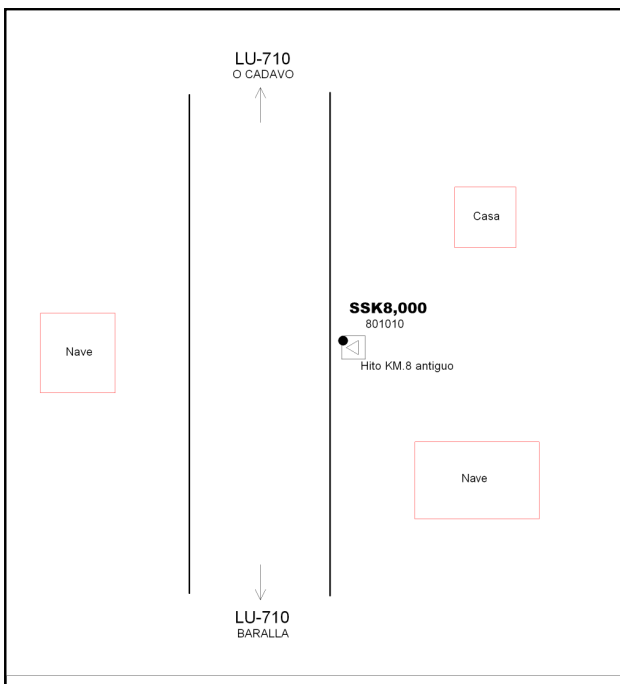 LU-710
O CADAVO
Casa
SSK8,000
801010
Nave
Hito KM.8 antiguo
Nave
LU-710
BARALLA